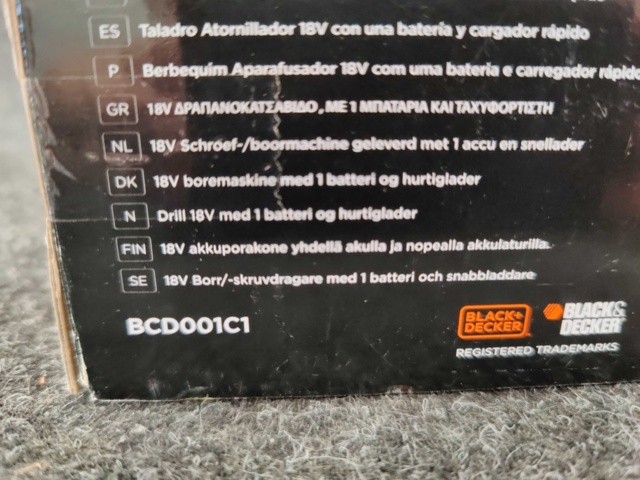 ES Taladro Atornillador 18V con una batería y cargador rápido
P Berbequim Aparafusador 18V com uma bateria e carregador rápido
GR 18V ΔΡΑΠΑΝΟΚΑΤΣΑΒΙΔΟ, ΜΕ 1 ΜΠΑΤΑΡΙΑ ΚΑΙ ΤΑΧΥΦΟΡΤΙΣΤΗ
NL 18V Schroef-/boormachine geleverd met 1 accu en snellader
DK 18V boremaskine med 1 batteri og hurtiglader
N Drill 18V med 1 batteri og hurtiglader
FIN 18V akkuporakone yhdellä akulla ja nopealla akkulaturilla.
SE 18V Borr/-skruvdragare med 1 batteri och snabbladdare
BCD001C1
BLACK+
DECKER
BLACK&
DECKER
REGISTERED TRADEMARKS